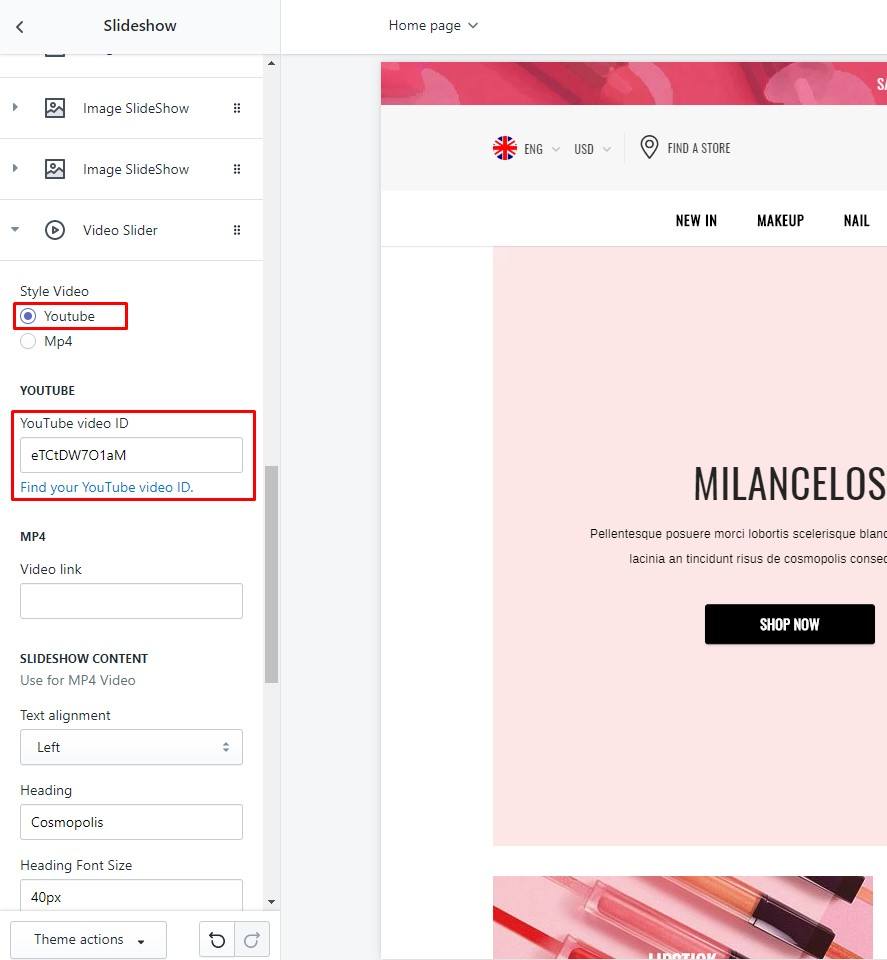 Slideshow
Home page
Image SlideShow
Image SlideShow
Video Slider
Style Video
Youtube
Mp4
YOUTUBE
YouTube video ID
eTCtDW7O1aM
Find your YouTube video ID.
MP4
Video link
SLIDESHOW CONTENT
Use for MP4 Video
Text alignment
Left
Heading
Cosmopolis
Heading Font Size
40px
Theme actions
ENG
USD
FIND A STORE
NEW IN
MAKEUP
NAIL
MILANCELOS
Pellentesque posuere morci lobortis scelerisque bland
lacinia an tincidunt risus de cosmopolis consec
SHOP NOW
LIPSTICK